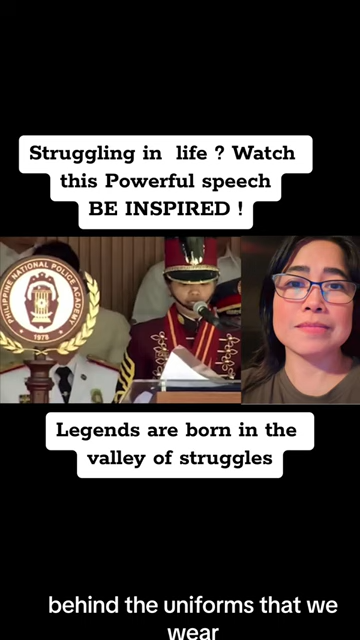 Struggling in life ? Watch
this Powerful speech
BE INSPIRED !
PHILIPPINE NATIONAL POLICE ACADEMY
1978
Legends are born in the
valley of struggles
behind the uniforms that we
wear